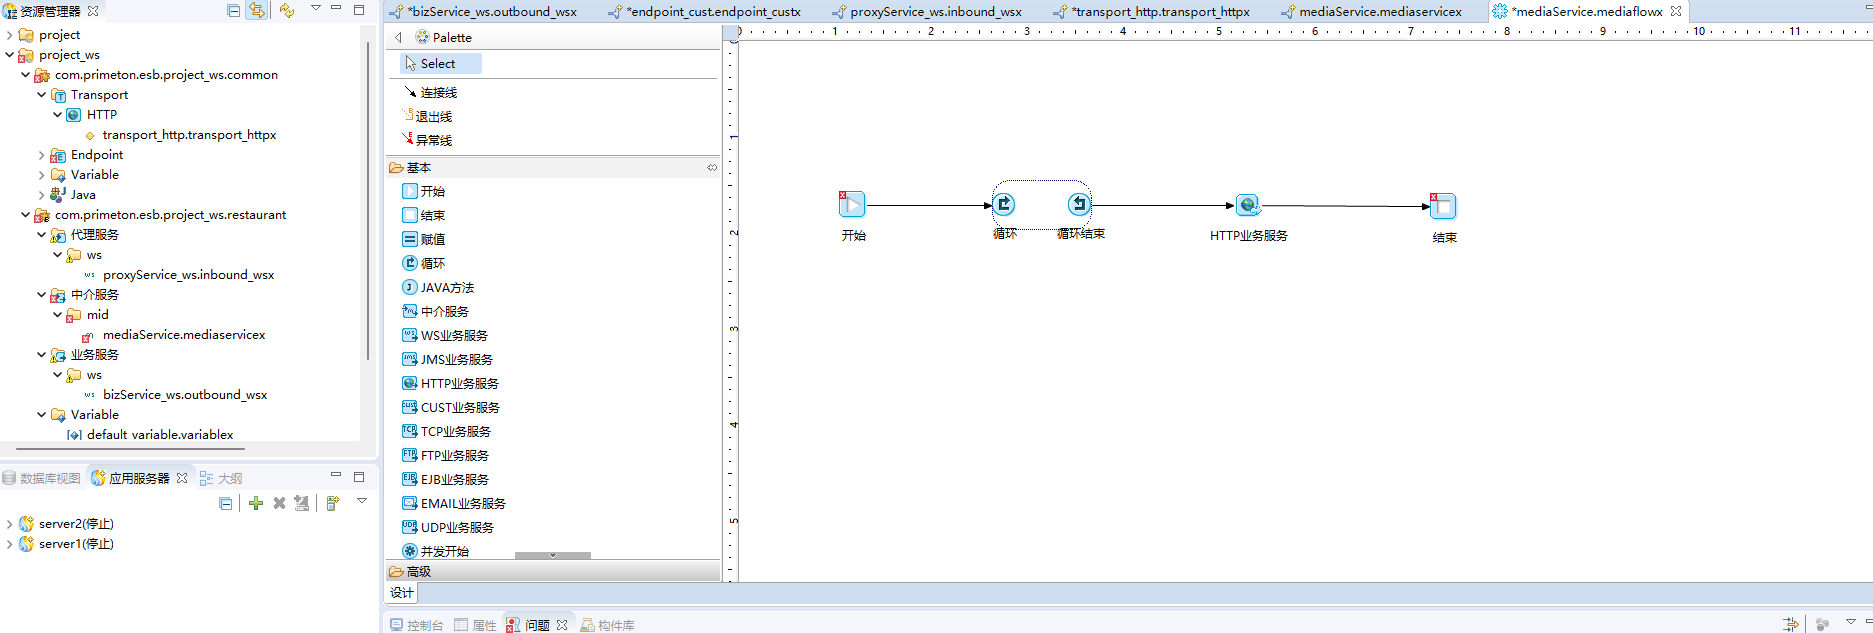 资源管理器
project
project_ws
com.primeton.esb.project_ws.common
Transport
HTTP
transport_http.transport_httpx
Endpoint
Variable
Java
com.primeton.esb.project_ws.restaurant
代理服务
ws
proxyService_ws.inbound_wsx
中介服务
mid
mediaService.mediaservicex
业务服务
ws
bizService_ws.outbound_wsx
Variable
default variable.variablex
数据库视图 应用服务器 大纲
server2(停止)
server1(停止)
*bizService_ws.outbound_wsx *endpoint_cust.endpoint_custx proxyService_ws.inbound_wsx *transport_http.transport_httpx mediaService.mediaservicex *mediaService.mediaflowx
Palette
Select
连接线
退出线
异常线
基本
开始
结束
赋值
循环
JAVA方法
中介服务
WS业务服务
JMS业务服务
HTTP业务服务
CUST业务服务
TCP业务服务
FTP业务服务
EJB业务服务
EMAIL业务服务
UDP业务服务
并发开始
高级
设计
0 1 2 3 4 5 6 7 8 9 10 11
1
2
3
4
5
开始 循环 循环结束 HTTP业务服务 结束
控制台 属性 问题 构件库